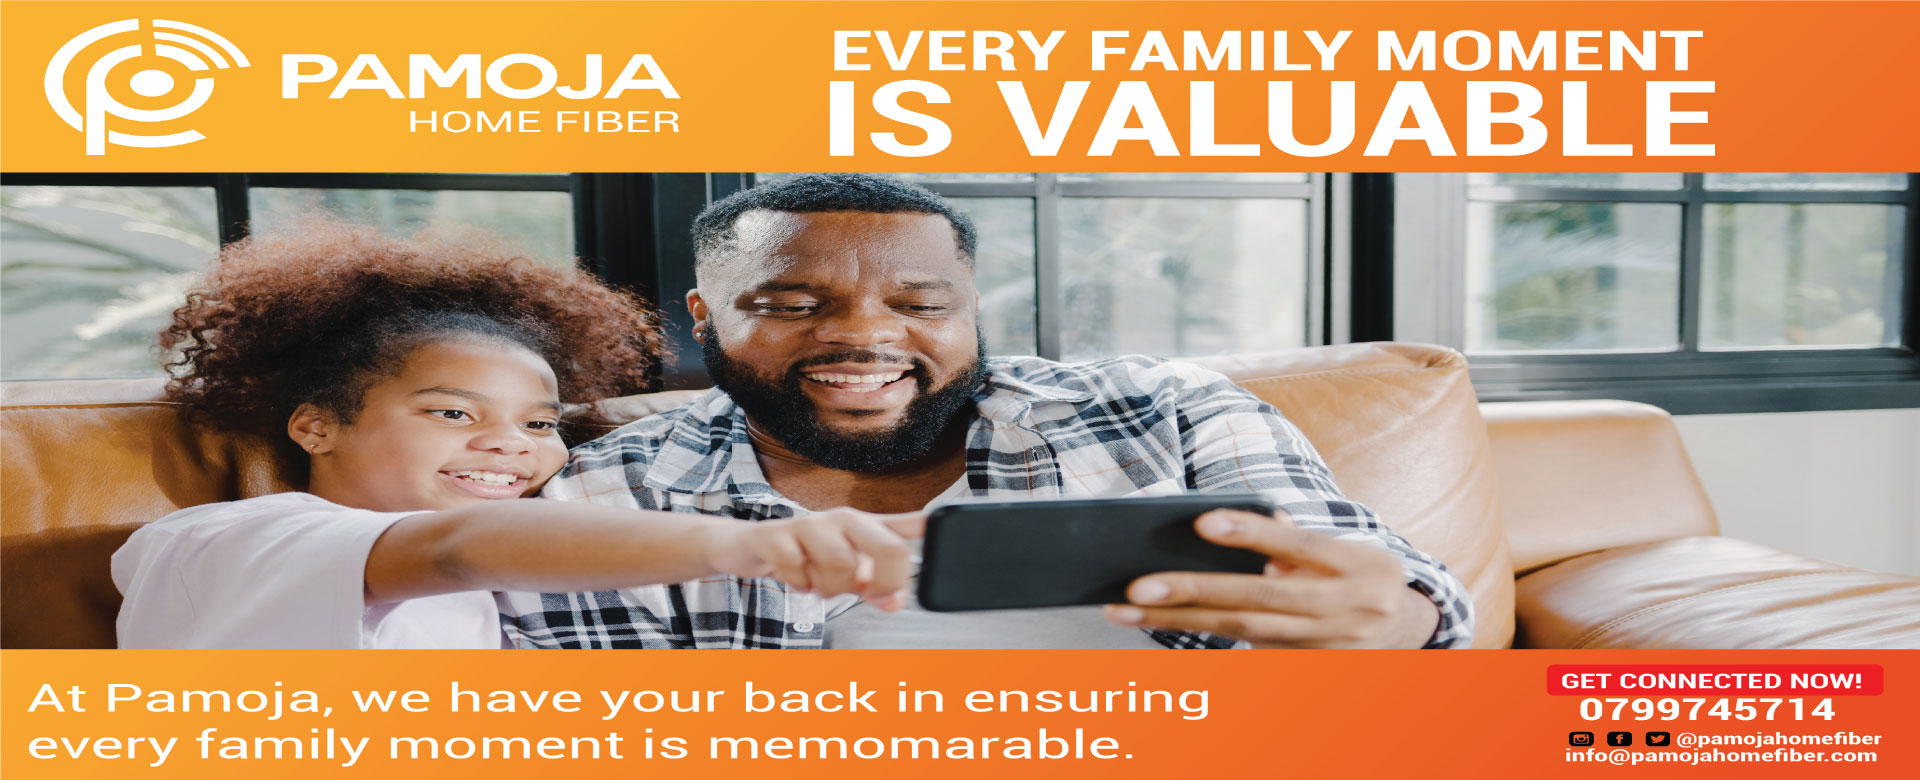 PAMOJA
HOME FIBER
EVERY FAMILY MOMENT
IS VALUABLE
At Pamoja, we have your back in ensuring
every family moment is memomarable.
GET CONNECTED NOW!
0799745714
@pamojahomefiber
info@pamojahomefiber.com